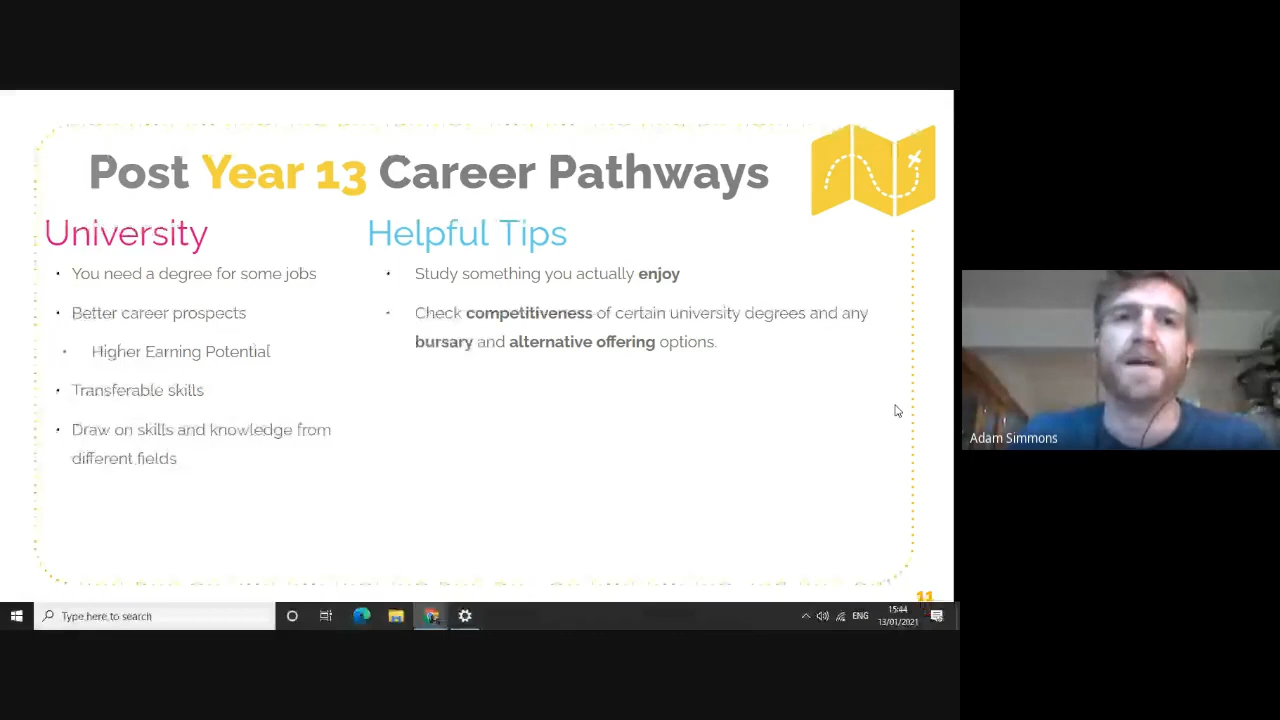 Post Year 13 Career Pathways
University
You need a degree for some jobs
Better career prospects
Higher Earning Potential
Transferable skills
Draw on skills and knowledge from
different fields
Helpful Tips
Study something you actually enjoy
Check competitiveness of certain university degrees and any
bursary and alternative offering options.
11
Adam Simmons
Type here to search
ENG
15:44
13/01/2021